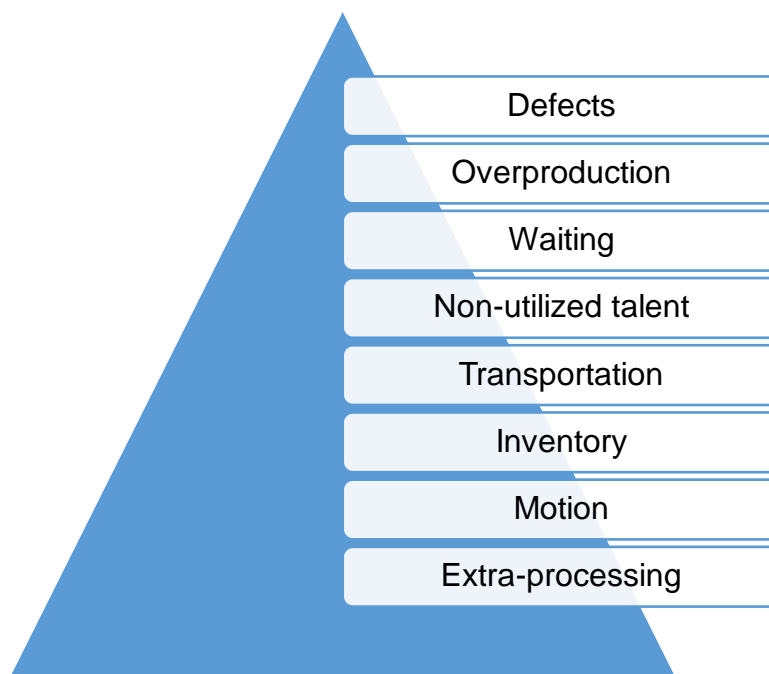 Defects
Overproduction
Waiting
Non-utilized talent
Transportation
Inventory
Motion
Extra-processing